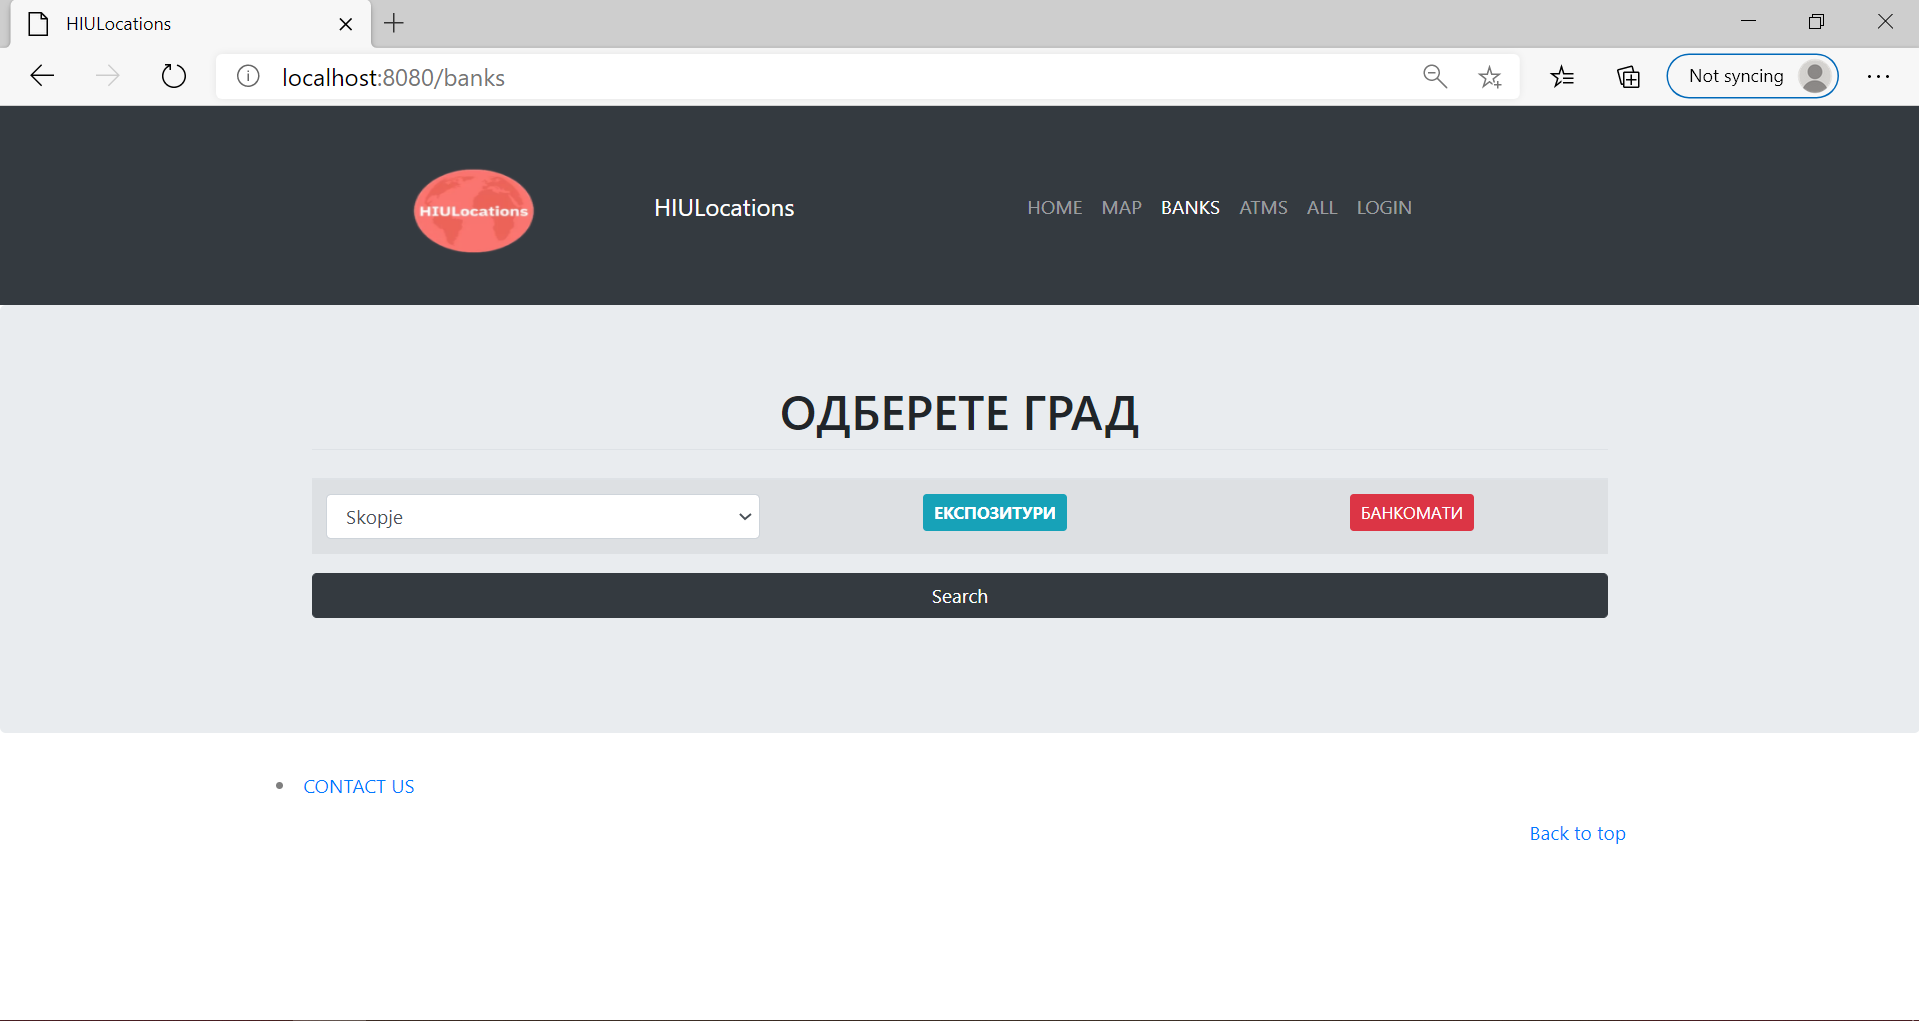 HIULocations
localhost:8080/banks
Not syncing
HIULocations
HIULocations
HOME MAP BANKS ATMS ALL LOGIN
ОДБЕРЕТЕ ГРАД
Skopje
ЕКСПОЗИТУРИ
БАНКОМАТИ
Search
CONTACT US
Back to top